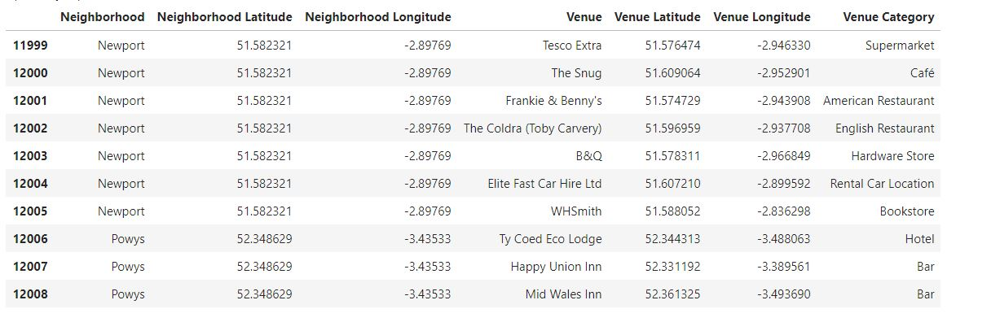 Neighborhood Neighborhood Latitude Neighborhood Longitude Venue Venue Latitude Venue Longitude Venue Category
11999 Newport 51.582321 -2.89769 Tesco Extra 51.576474 -2.946330 Supermarket
12000 Newport 51.582321 -2.89769 The Snug 51.609064 -2.952901 Café
12001 Newport 51.582321 -2.89769 Frankie & Benny's 51.574729 -2.943908 American Restaurant
12002 Newport 51.582321 -2.89769 The Coldra (Toby Carvery) 51.596959 -2.937708 English Restaurant
12003 Newport 51.582321 -2.89769 B&Q 51.578311 -2.966849 Hardware Store
12004 Newport 51.582321 -2.89769 Elite Fast Car Hire Ltd 51.607210 -2.899592 Rental Car Location
12005 Newport 51.582321 -2.89769 WHSmith 51.588052 -2.836298 Bookstore
12006 Powys 52.348629 -3.43533 Ty Coed Eco Lodge 52.344313 -3.488063 Hotel
12007 Powys 52.348629 -3.43533 Happy Union Inn 52.331192 -3.389561 Bar
12008 Powys 52.348629 -3.43533 Mid Wales Inn 52.361325 -3.493690 Bar